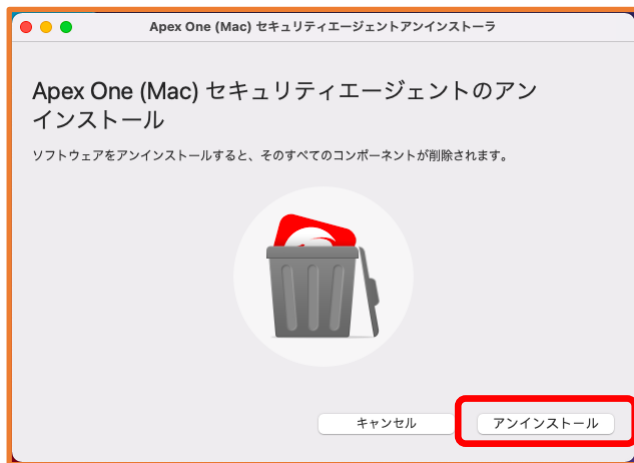 Apex One (Mac) セキュリティエージェントアンインストーラ
Apex One (Mac) セキュリティエージェントのアン
インストール
ソフトウェアをアンインストールすると、そのすべてのコンポーネントが削除されます。
キャンセル
アンインストール